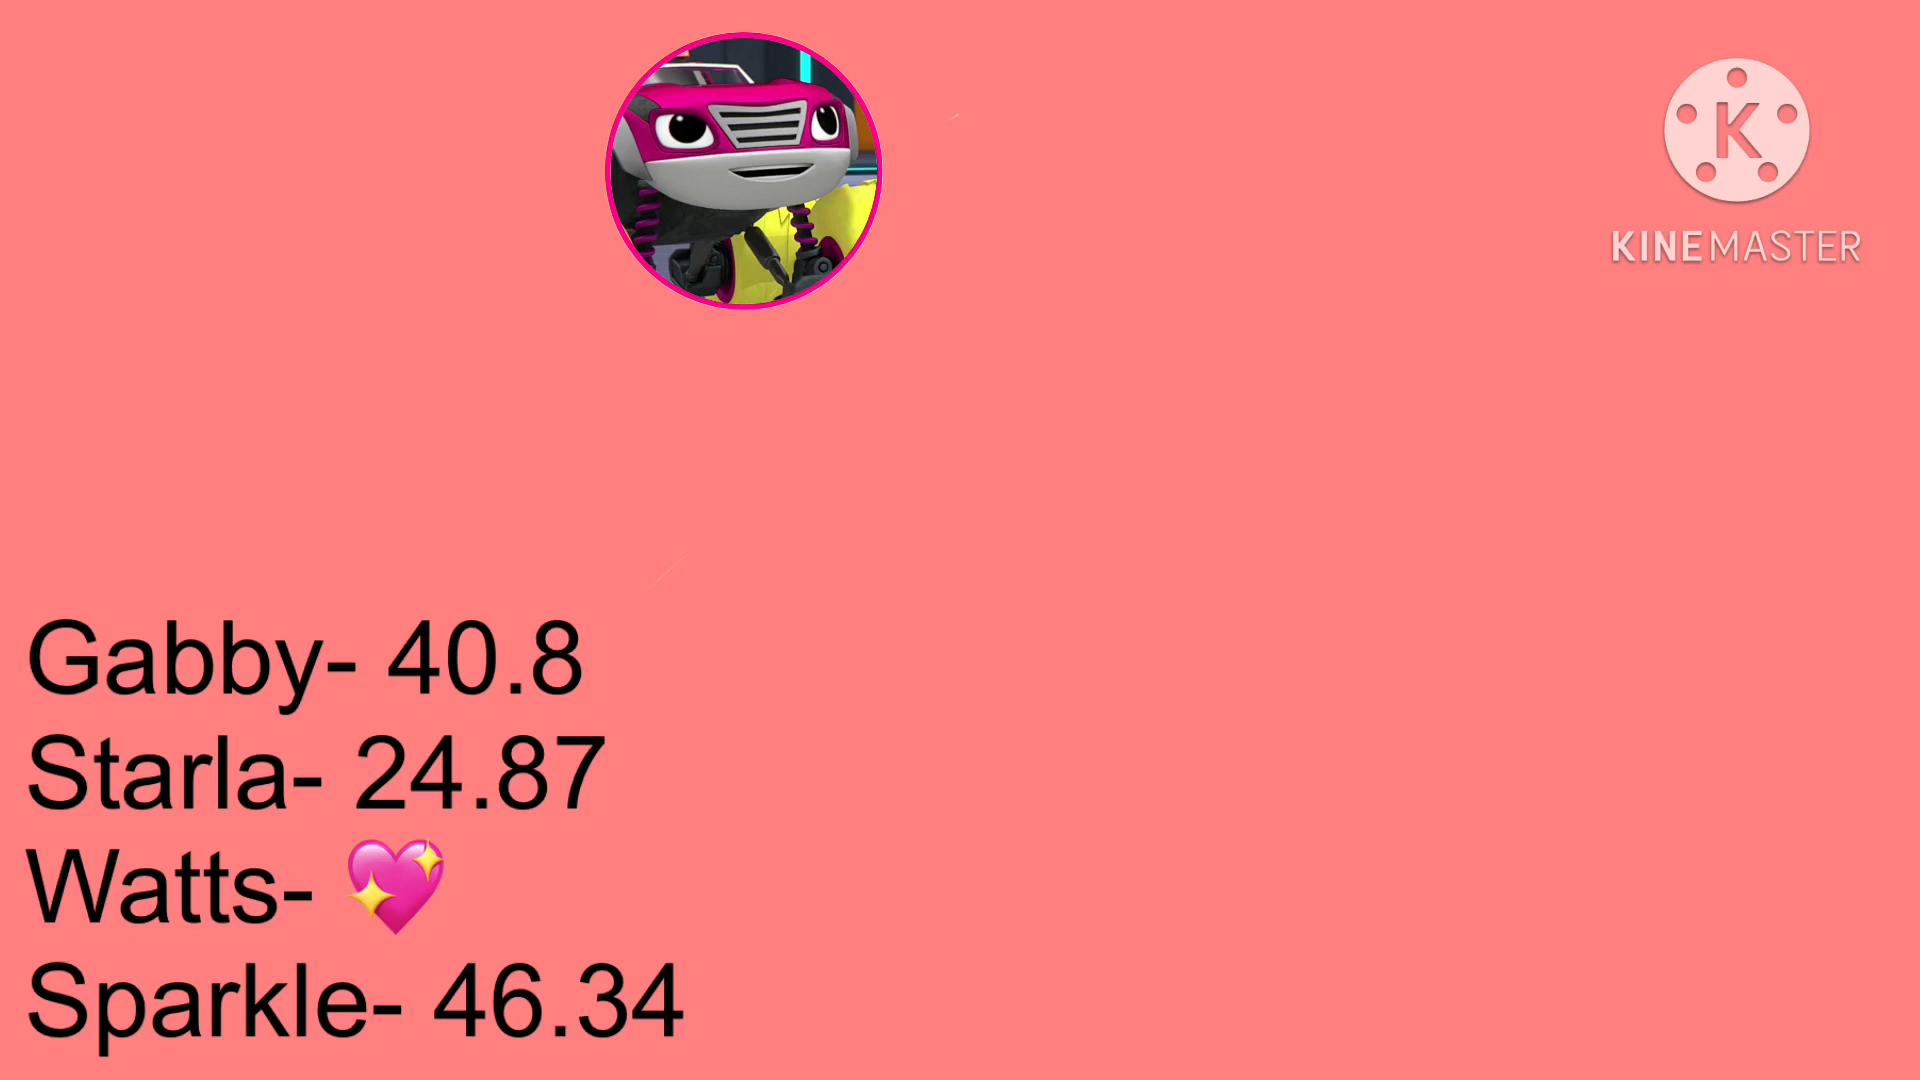 K
KINEMASTER
Gabby- 40.8
Starla- 24.87
Watts- 💖
Sparkle- 46.34